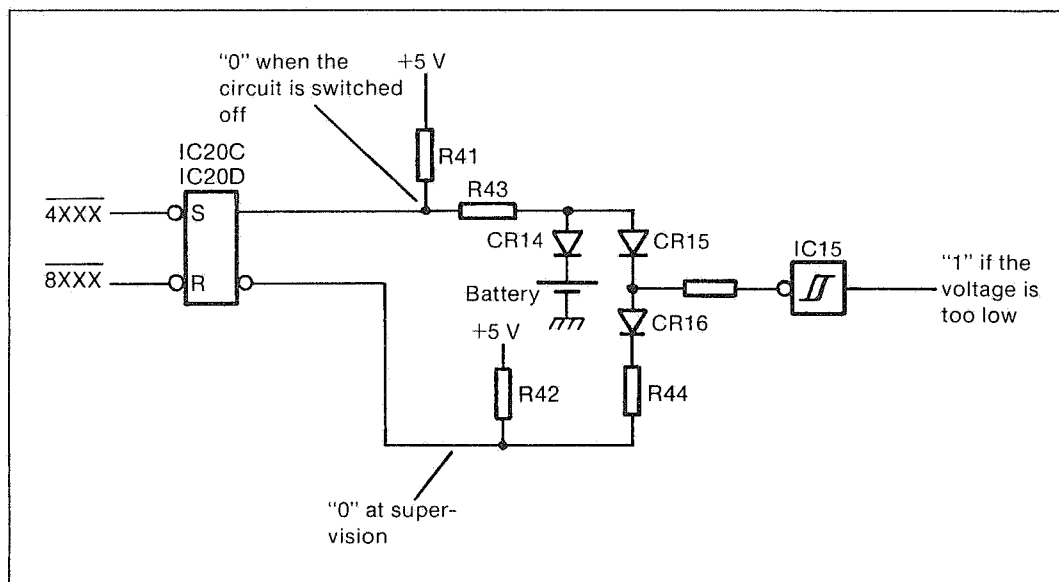 “0” when the
circuit is switched
off
+5 V
R41
IC20C
IC20D
R43
4XXX
S
CR14
CR15
IC15
8XXX
R
Battery
“1” if the
voltage is
too low
CR16
+5 V
R42
R44
“0” at super-
vision